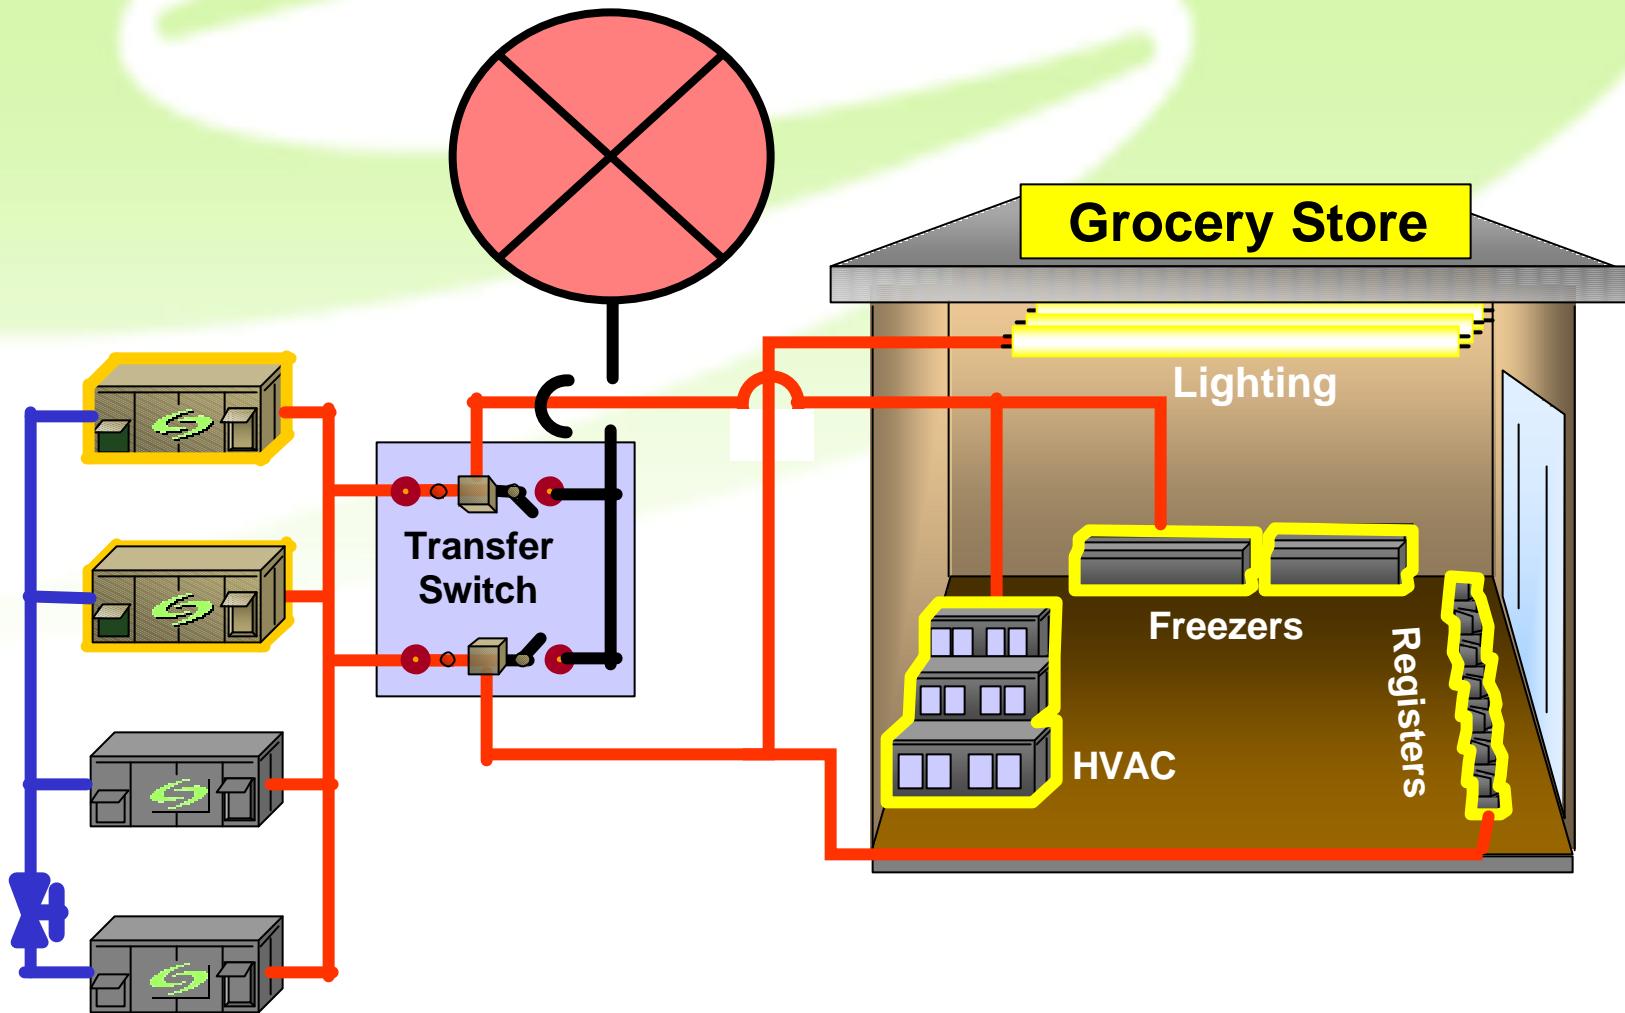 Grocery Store
Lighting
Transfer
Switch
Freezers
Registers
HVAC